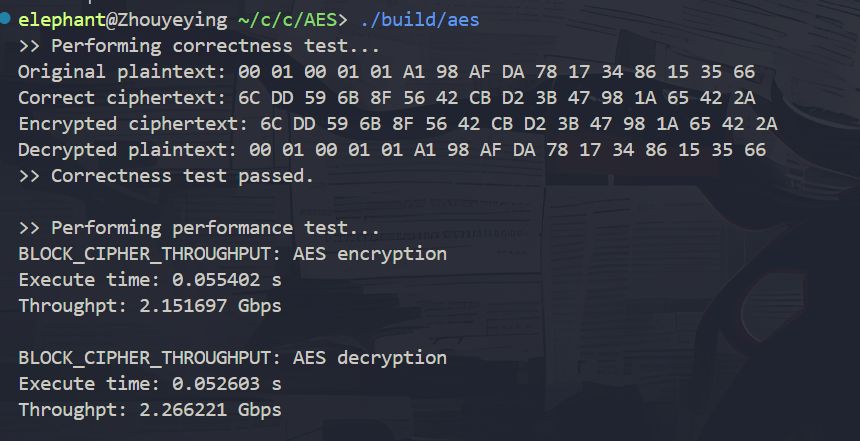 elephant@Zhouyeying ~/c/c/AES> ./build/aes
>> Performing correctness test...
Original plaintext: 00 01 00 01 01 A1 98 AF DA 78 17 34 86 15 35 66
Correct ciphertext: 6C DD 59 6B 8F 56 42 CB D2 3B 47 98 1A 65 42 2A
Encrypted ciphertext: 6C DD 59 6B 8F 56 42 CB D2 3B 47 98 1A 65 42 2A
Decrypted plaintext: 00 01 00 01 01 A1 98 AF DA 78 17 34 86 15 35 66
>> Correctness test passed.
>> Performing performance test...
BLOCK_CIPHER_THROUGHPUT: AES encryption
Execute time: 0.055402 s
Throughpt: 2.151697 Gbps
BLOCK_CIPHER_THROUGHPUT: AES decryption
Execute time: 0.052603 s
Throughpt: 2.266221 Gbps